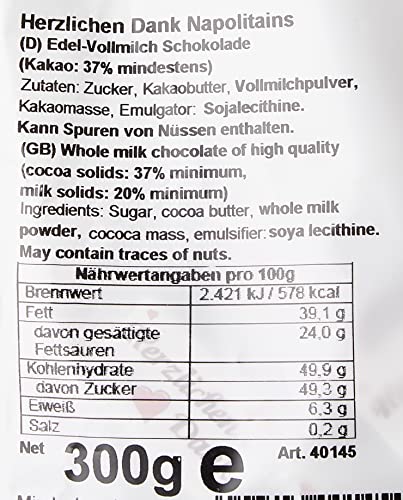 Herzlichen Dank Napolitains
(D) Edel-Vollmilch Schokolade
(Kakao: 37% mindestens)
Zutaten: Zucker, Kakaobutter, Vollmilchpulver,
Kakaomasse, Emulgator: Sojalecithine.
Kann Spuren von Nüssen enthalten.
(GB) Whole milk chocolate of high quality
(cocoa solids: 37% minimum,
milk solids: 20% minimum)
Ingredients: Sugar, cocoa butter, whole milk
powder, cococa mass, emulsifier: soya lecithine.
May contain traces of nuts.
Nährwertangaben pro 100g
Brennwert 2.421 kJ / 578 kcal
Fett 39,1 g
davon gesättigte 24,0 g
Fettsäuren
Kohlenhydrate 49,9 g
davon Zucker 49,3 g
Eiweiß 6,3 g
Salz 0,2 g
Herzlichen
Net 300g e Art. 40145